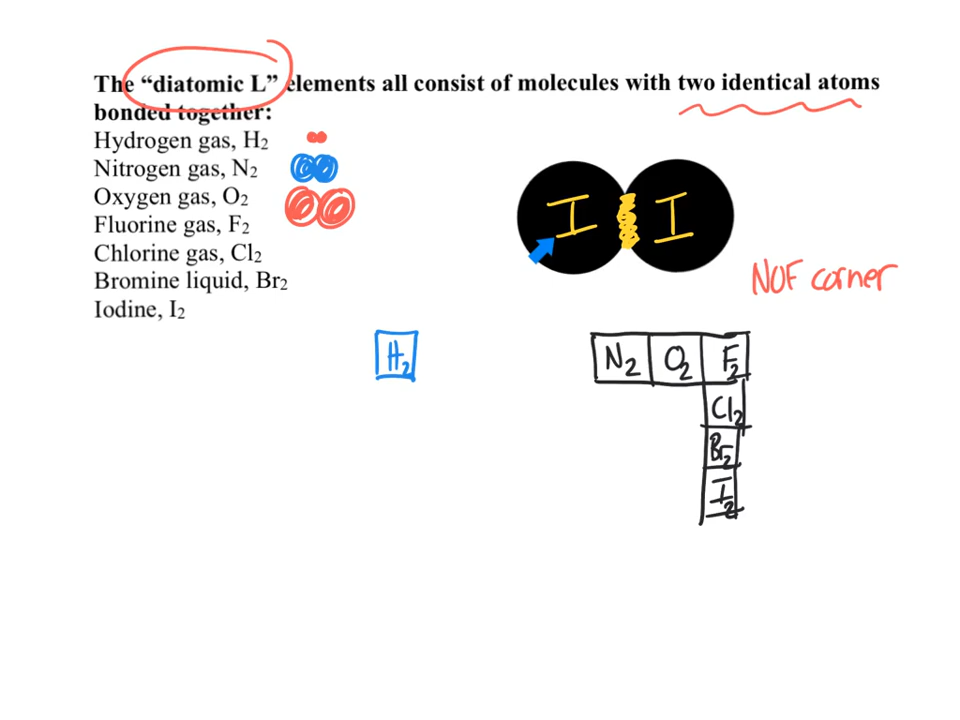 The “diatomic L” elements all consist of molecules with two identical atoms
bonded together:
Hydrogen gas, H₂
Nitrogen gas, N₂
Oxygen gas, O₂
Fluorine gas, F₂
Chlorine gas, Cl₂
Bromine liquid, Br₂
Iodine, I₂
I I
NOF corner
H₂
N₂ O₂ F₂
Cl₂
Br₂
I₂